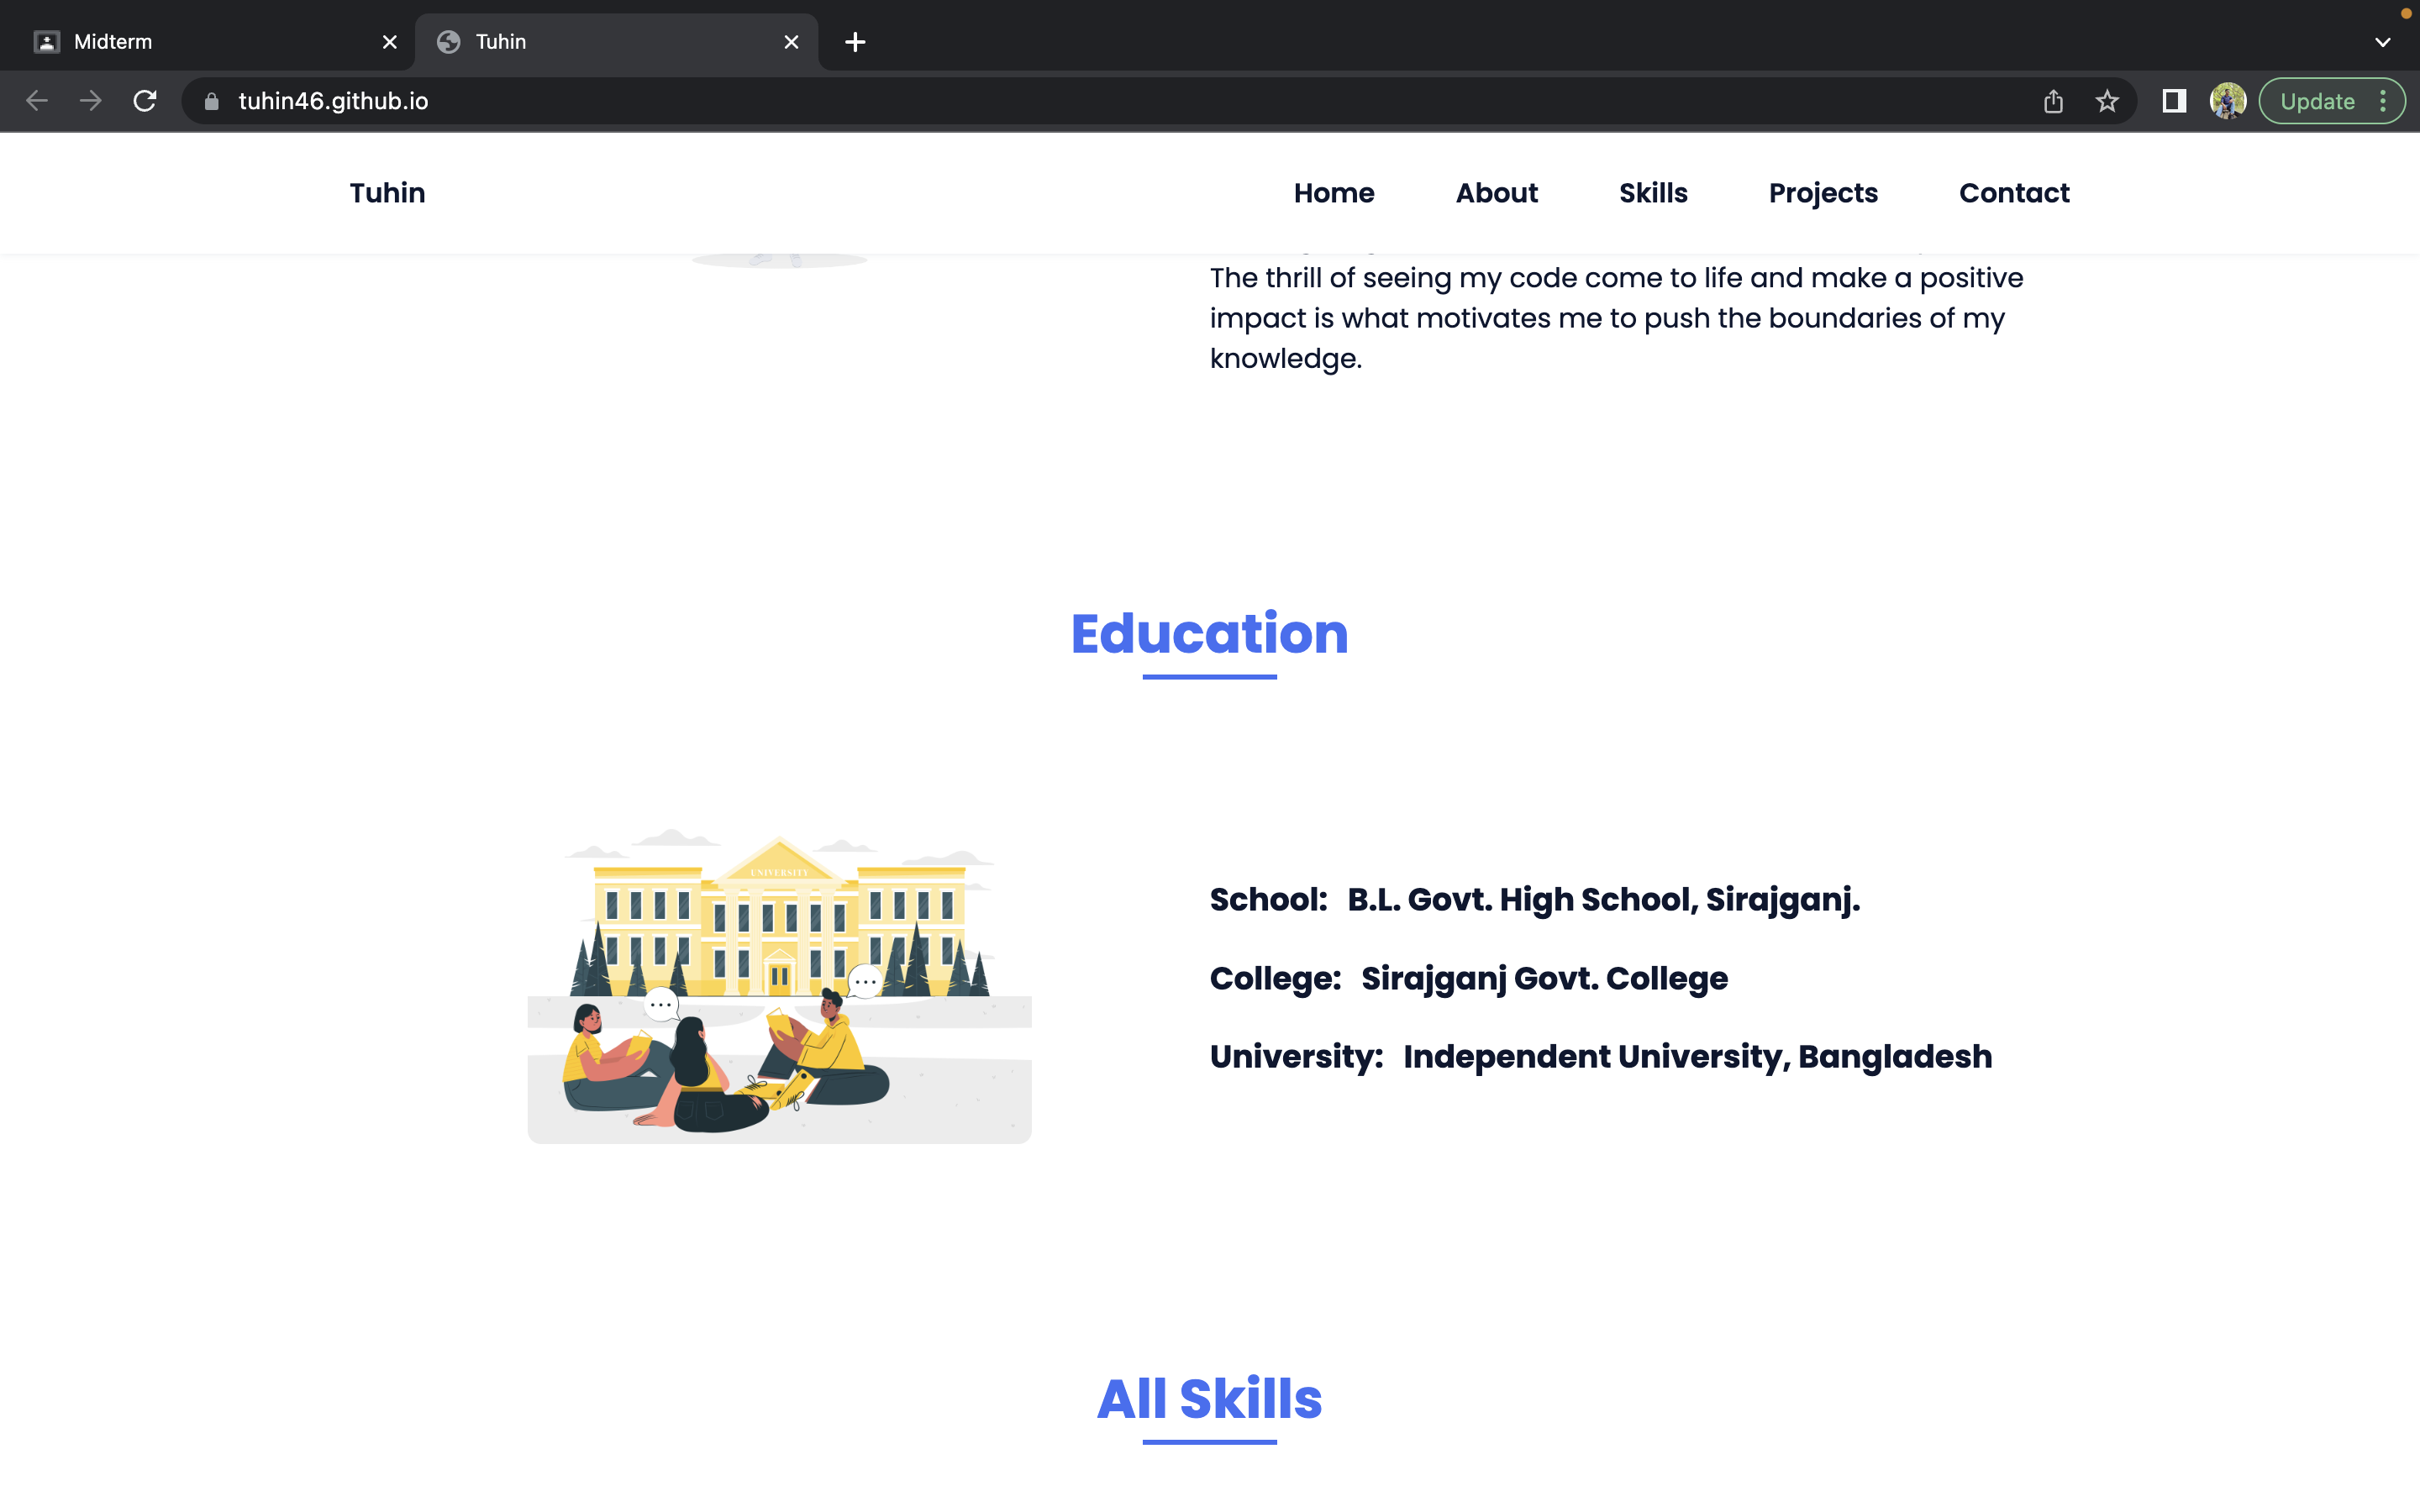 Midterm
Tuhin
tuhin46.github.io
Update
Tuhin Home About Skills Projects Contact
The thrill of seeing my code come to life and make a positive
impact is what motivates me to push the boundaries of my
knowledge.
Education
UNIVERSITY
School: B.L. Govt. High School, Sirajganj.
College: Sirajganj Govt. College
University: Independent University, Bangladesh
All Skills